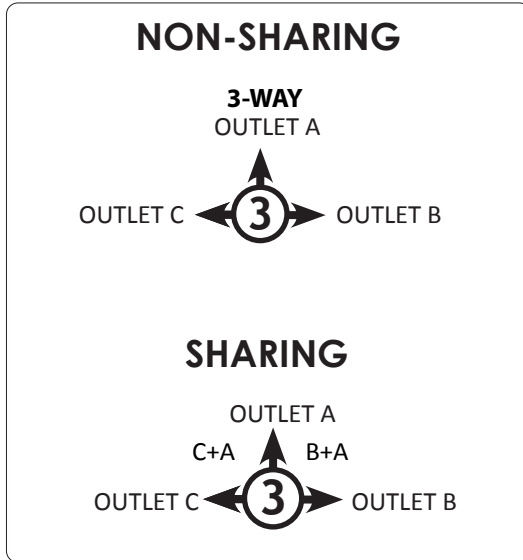 NON-SHARING
3-WAY
OUTLET A
OUTLET C 3 OUTLET B
SHARING
OUTLET A
C+A B+A
OUTLET C 3 OUTLET B